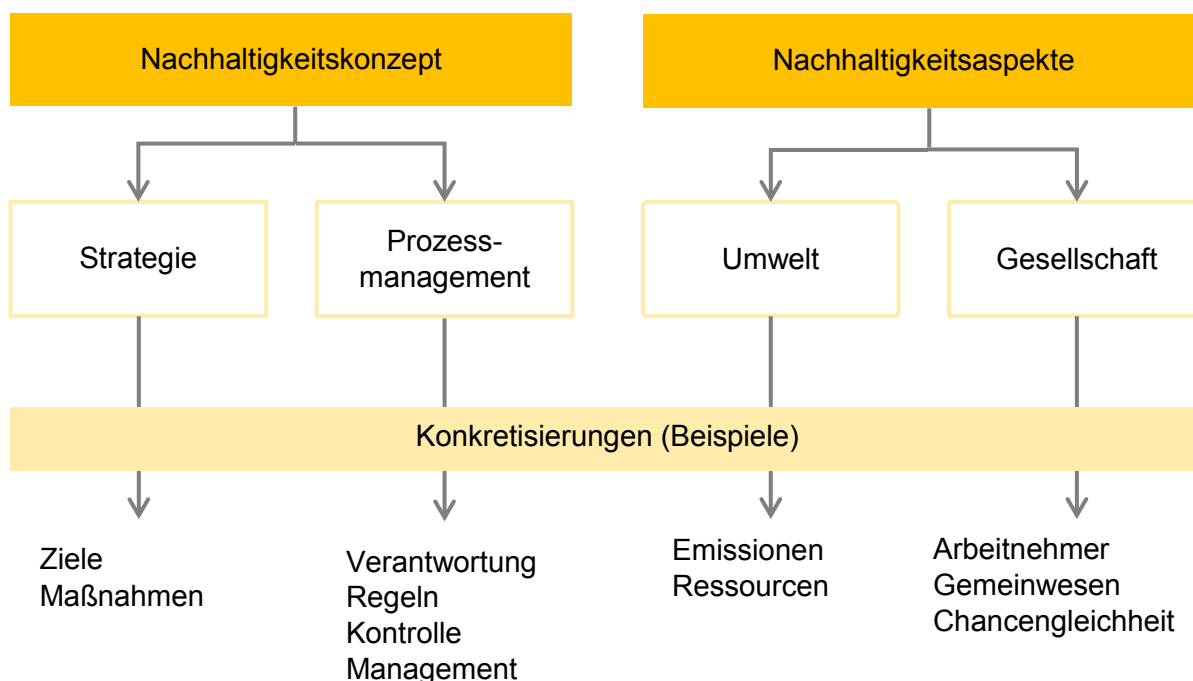 Nachhaltigkeitskonzept
Nachhaltigkeitsaspekte
Strategie
Prozess-
management
Umwelt
Gesellschaft
Konkretisierungen (Beispiele)
Ziele
Maßnahmen
Verantwortung
Regeln
Kontrolle
Management
Emissionen
Ressourcen
Arbeitnehmer
Gemeinwesen
Chancengleichheit